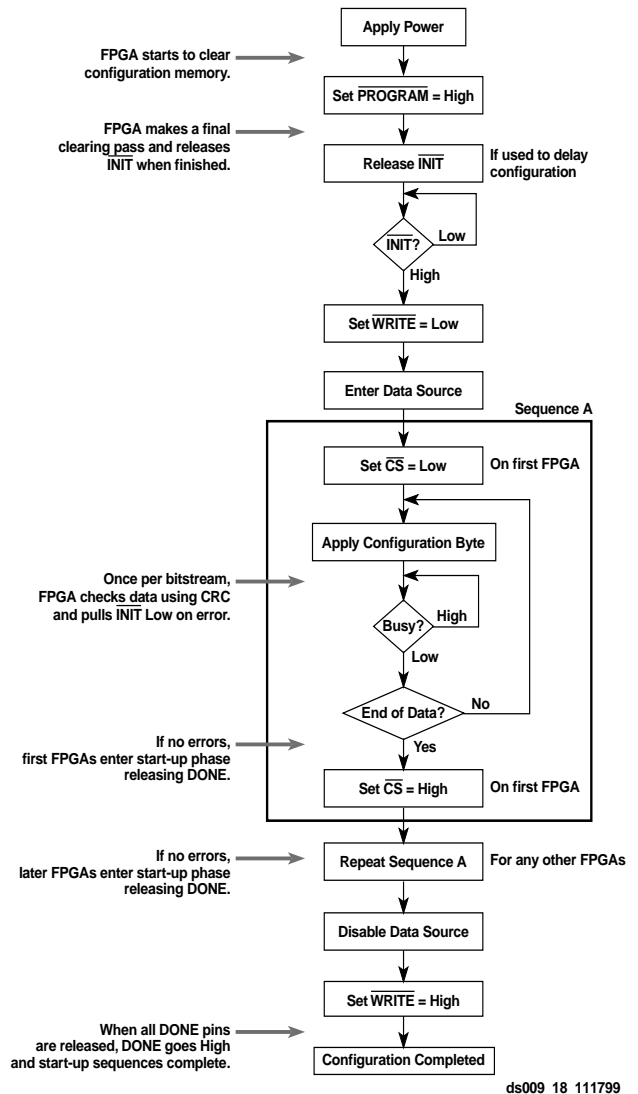 Apply Power
FPGA starts to clear
configuration memory.
Set PROGRAM = High
FPGA makes a final
clearing pass and releases
INIT when finished.
Release INIT
If used to delay
configuration
INIT?
Low
High
Set WRITE = Low
Enter Data Source
Sequence A
Set CS = Low
On first FPGA
Apply Configuration Byte
Once per bitstream,
FPGA checks data using CRC
and pulls INIT Low on error.
Busy?
High
Low
End of Data?
No
Yes
If no errors,
first FPGAs enter start-up phase
releasing DONE.
Set CS = High
On first FPGA
If no errors,
later FPGAs enter start-up phase
releasing DONE.
Repeat Sequence A
For any other FPGAs
Disable Data Source
Set WRITE = High
When all DONE pins
are released, DONE goes High
and start-up sequences complete.
Configuration Completed
ds009_18_111799